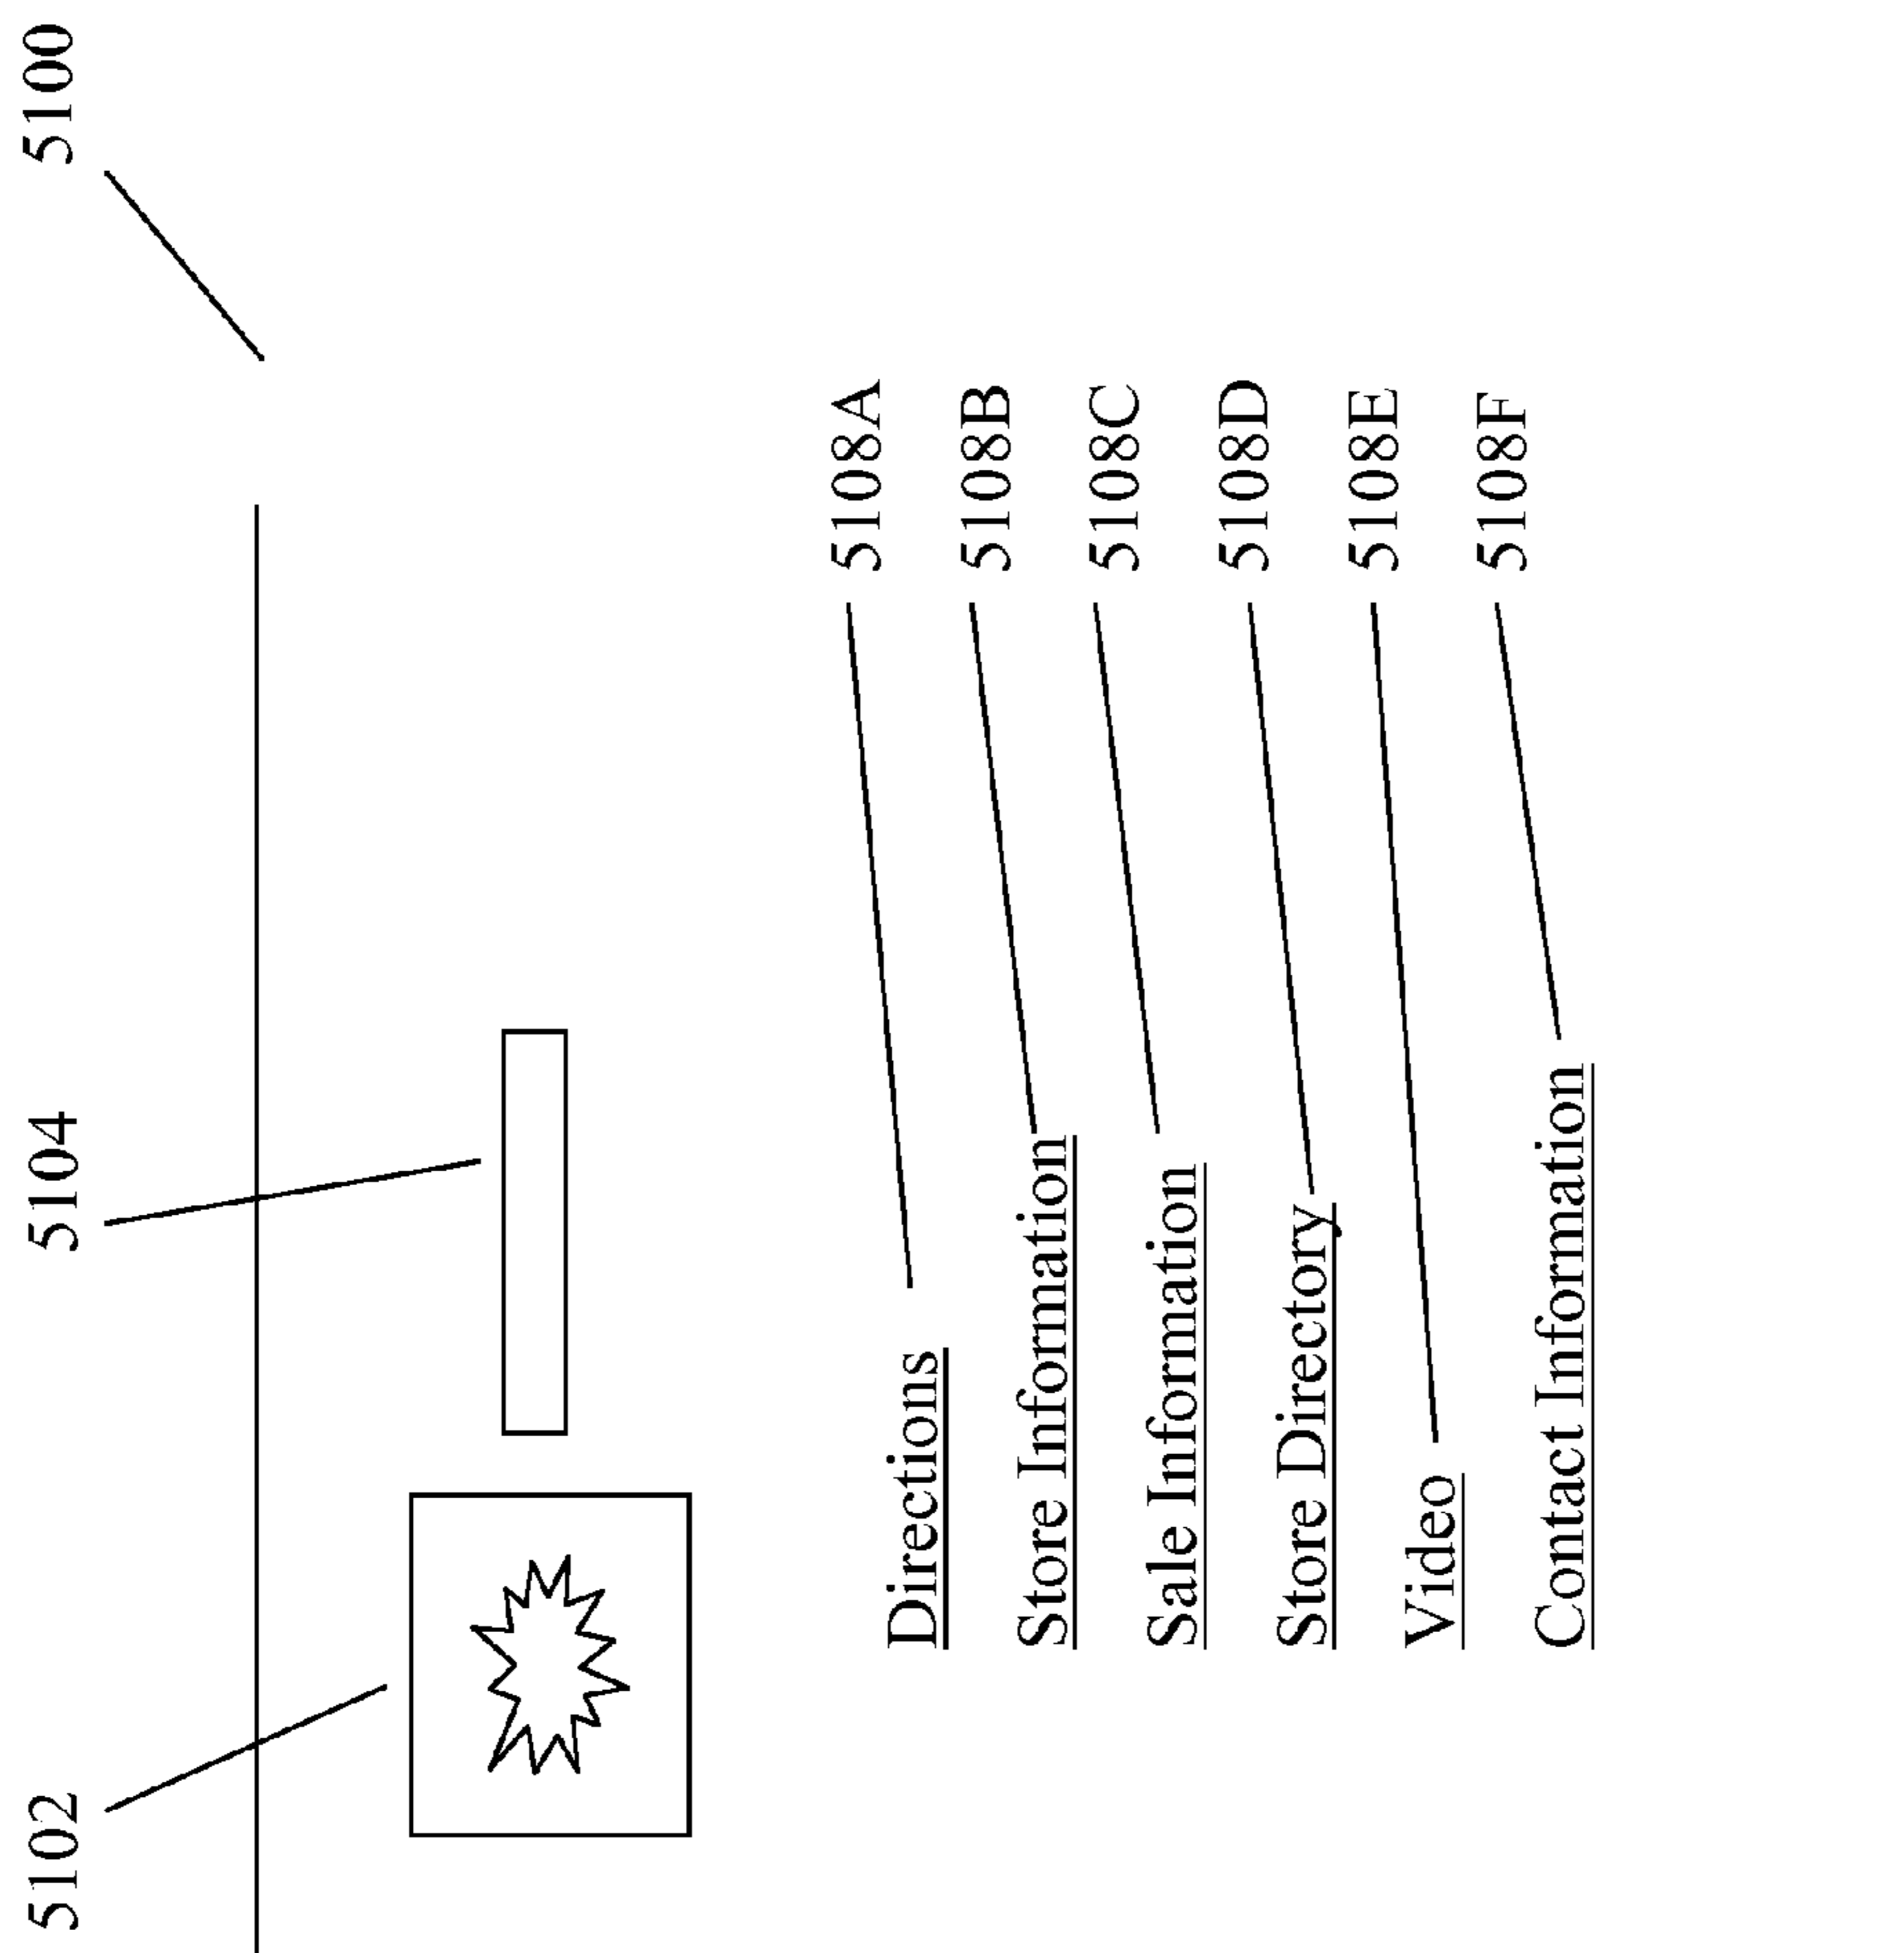 5102 5104 5100
Directions 5108A
Store Information 5108B
Sale Information 5108C
Store Directory 5108D
Video 5108E
Contact Information 5108F